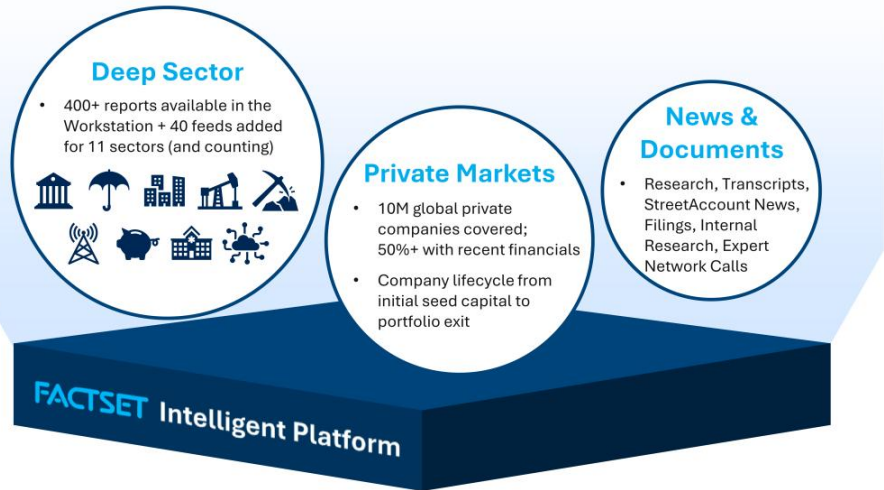 Deep Sector
• 400+ reports available in the
Workstation + 40 feeds added
for 11 sectors (and counting)
Private Markets
• 10M global private
companies covered;
50%+ with recent financials
• Company lifecycle from
initial seed capital to
portfolio exit
News &
Documents
• Research, Transcripts,
StreetAccount News,
Filings, Internal
Research, Expert
Network Calls
FACTSET Intelligent Platform